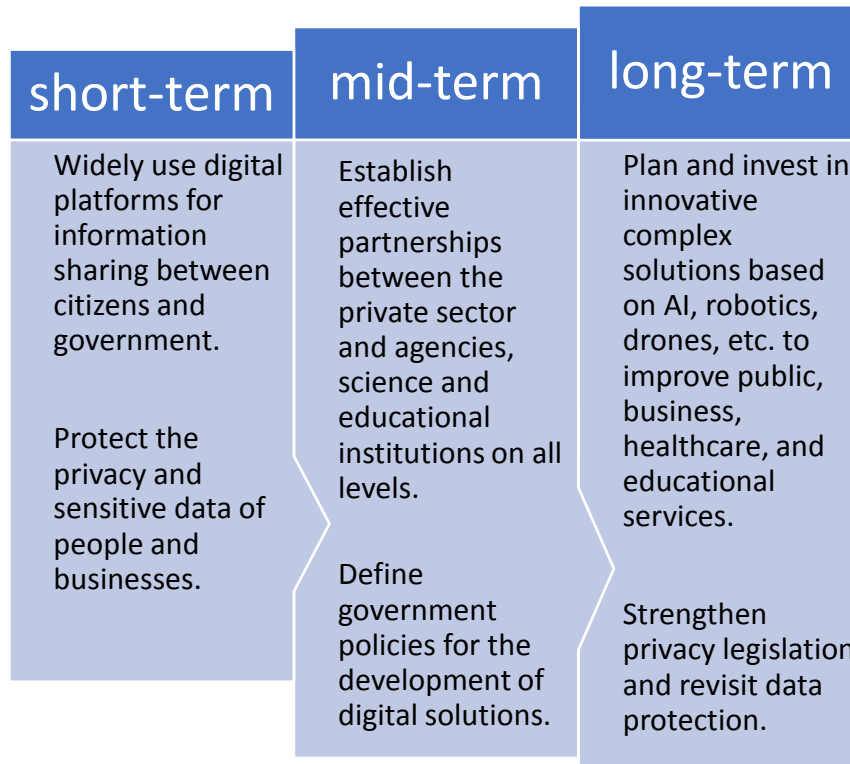 short-term
Widely use digital
platforms for
information
sharing between
citizens and
government.
Protect the
privacy and
sensitive data of
people and
businesses.
mid-term
Establish
effective
partnerships
between the
private sector
and agencies,
science and
educational
institutions on all
levels.
Define
government
policies for the
development of
digital solutions.
long-term
Plan and invest in
innovative
complex
solutions based
on AI, robotics,
drones, etc. to
improve public,
business,
healthcare, and
educational
services.
Strengthen
privacy legislation
and revisit data
protection.